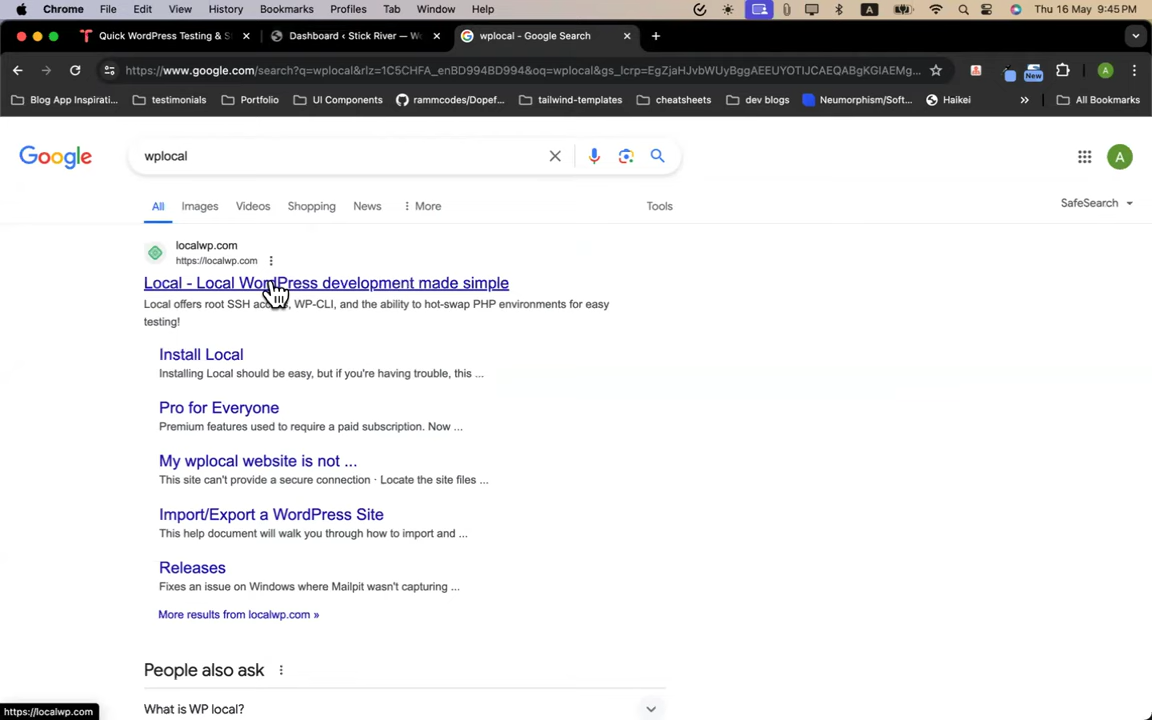 Chrome File Edit View History Bookmarks Profiles Tab Window Help
A
Thu 16 May 9:45 PM
Quick WordPress Testing & S
Dashboard ‹ Stick River — W
wplocal - Google Search
https://www.google.com/search?q=wplocal&rlz=1C5CHFA_enBD994BD994&oq=wplocal&gs_lcrp=EgZjaHJvbWUyBggAEEUYOTIJCAEQABgKGIAEMg...
New
A
Blog App Inspirati...
testimonials
Portfolio
UI Components
rammcodes/Dopef...
tailwind-templates
cheatsheets
dev blogs
Neumorphism/Soft...
Haikei
»
All Bookmarks
Google
wplocal
A
All Images Videos Shopping News More Tools SafeSearch
localwp.com
https://localwp.com
Local - Local WordPress development made simple
Local offers root SSH WP-CLI, and the ability to hot-swap PHP environments for easy
testing!
Install Local
Installing Local should be easy, but if you're having trouble, this ...
Pro for Everyone
Premium features used to require a paid subscription. Now ...
My wplocal website is not ...
This site can't provide a secure connection · Locate the site files ...
Import/Export a WordPress Site
This help document will walk you through how to import and ...
Releases
Fixes an issue on Windows where Mailpit wasn't capturing ...
More results from localwp.com »
People also ask
What is WP local?
https://localwp.com